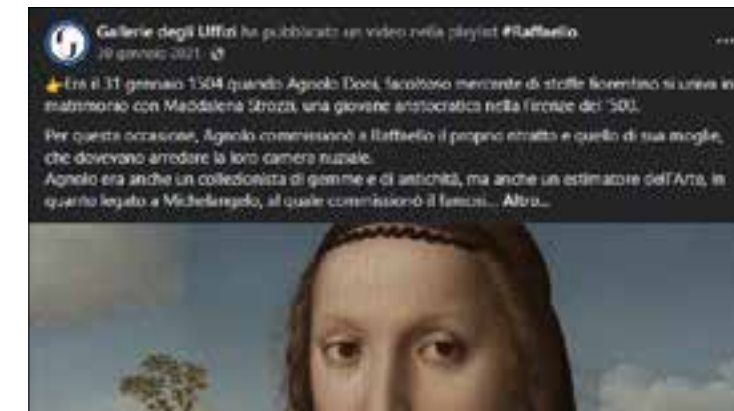 Gallerie degli Uffizi ha pubblicato un video nella playlist #Raffaello.
gennaio 2021
Era il 31 gennaio 1504 quando Agnolo Doni, facoltoso mercante di stoffe fiorentino si univa in
matrimonio con Maddalena Strozzi, una giovane aristocratica nella Firenze del '500.
Per questa occasione, Agnolo commissionò a Raffaello il proprio ritratto e quello di sua moglie,
che dovevano arredare la loro camera nuziale.
Agnolo era anche un collezionista di gemme e di antichità, ma anche un estimatore dell'Arte, in
quanto legato a Michelangelo, al quale commissionò il famosi... Altro...